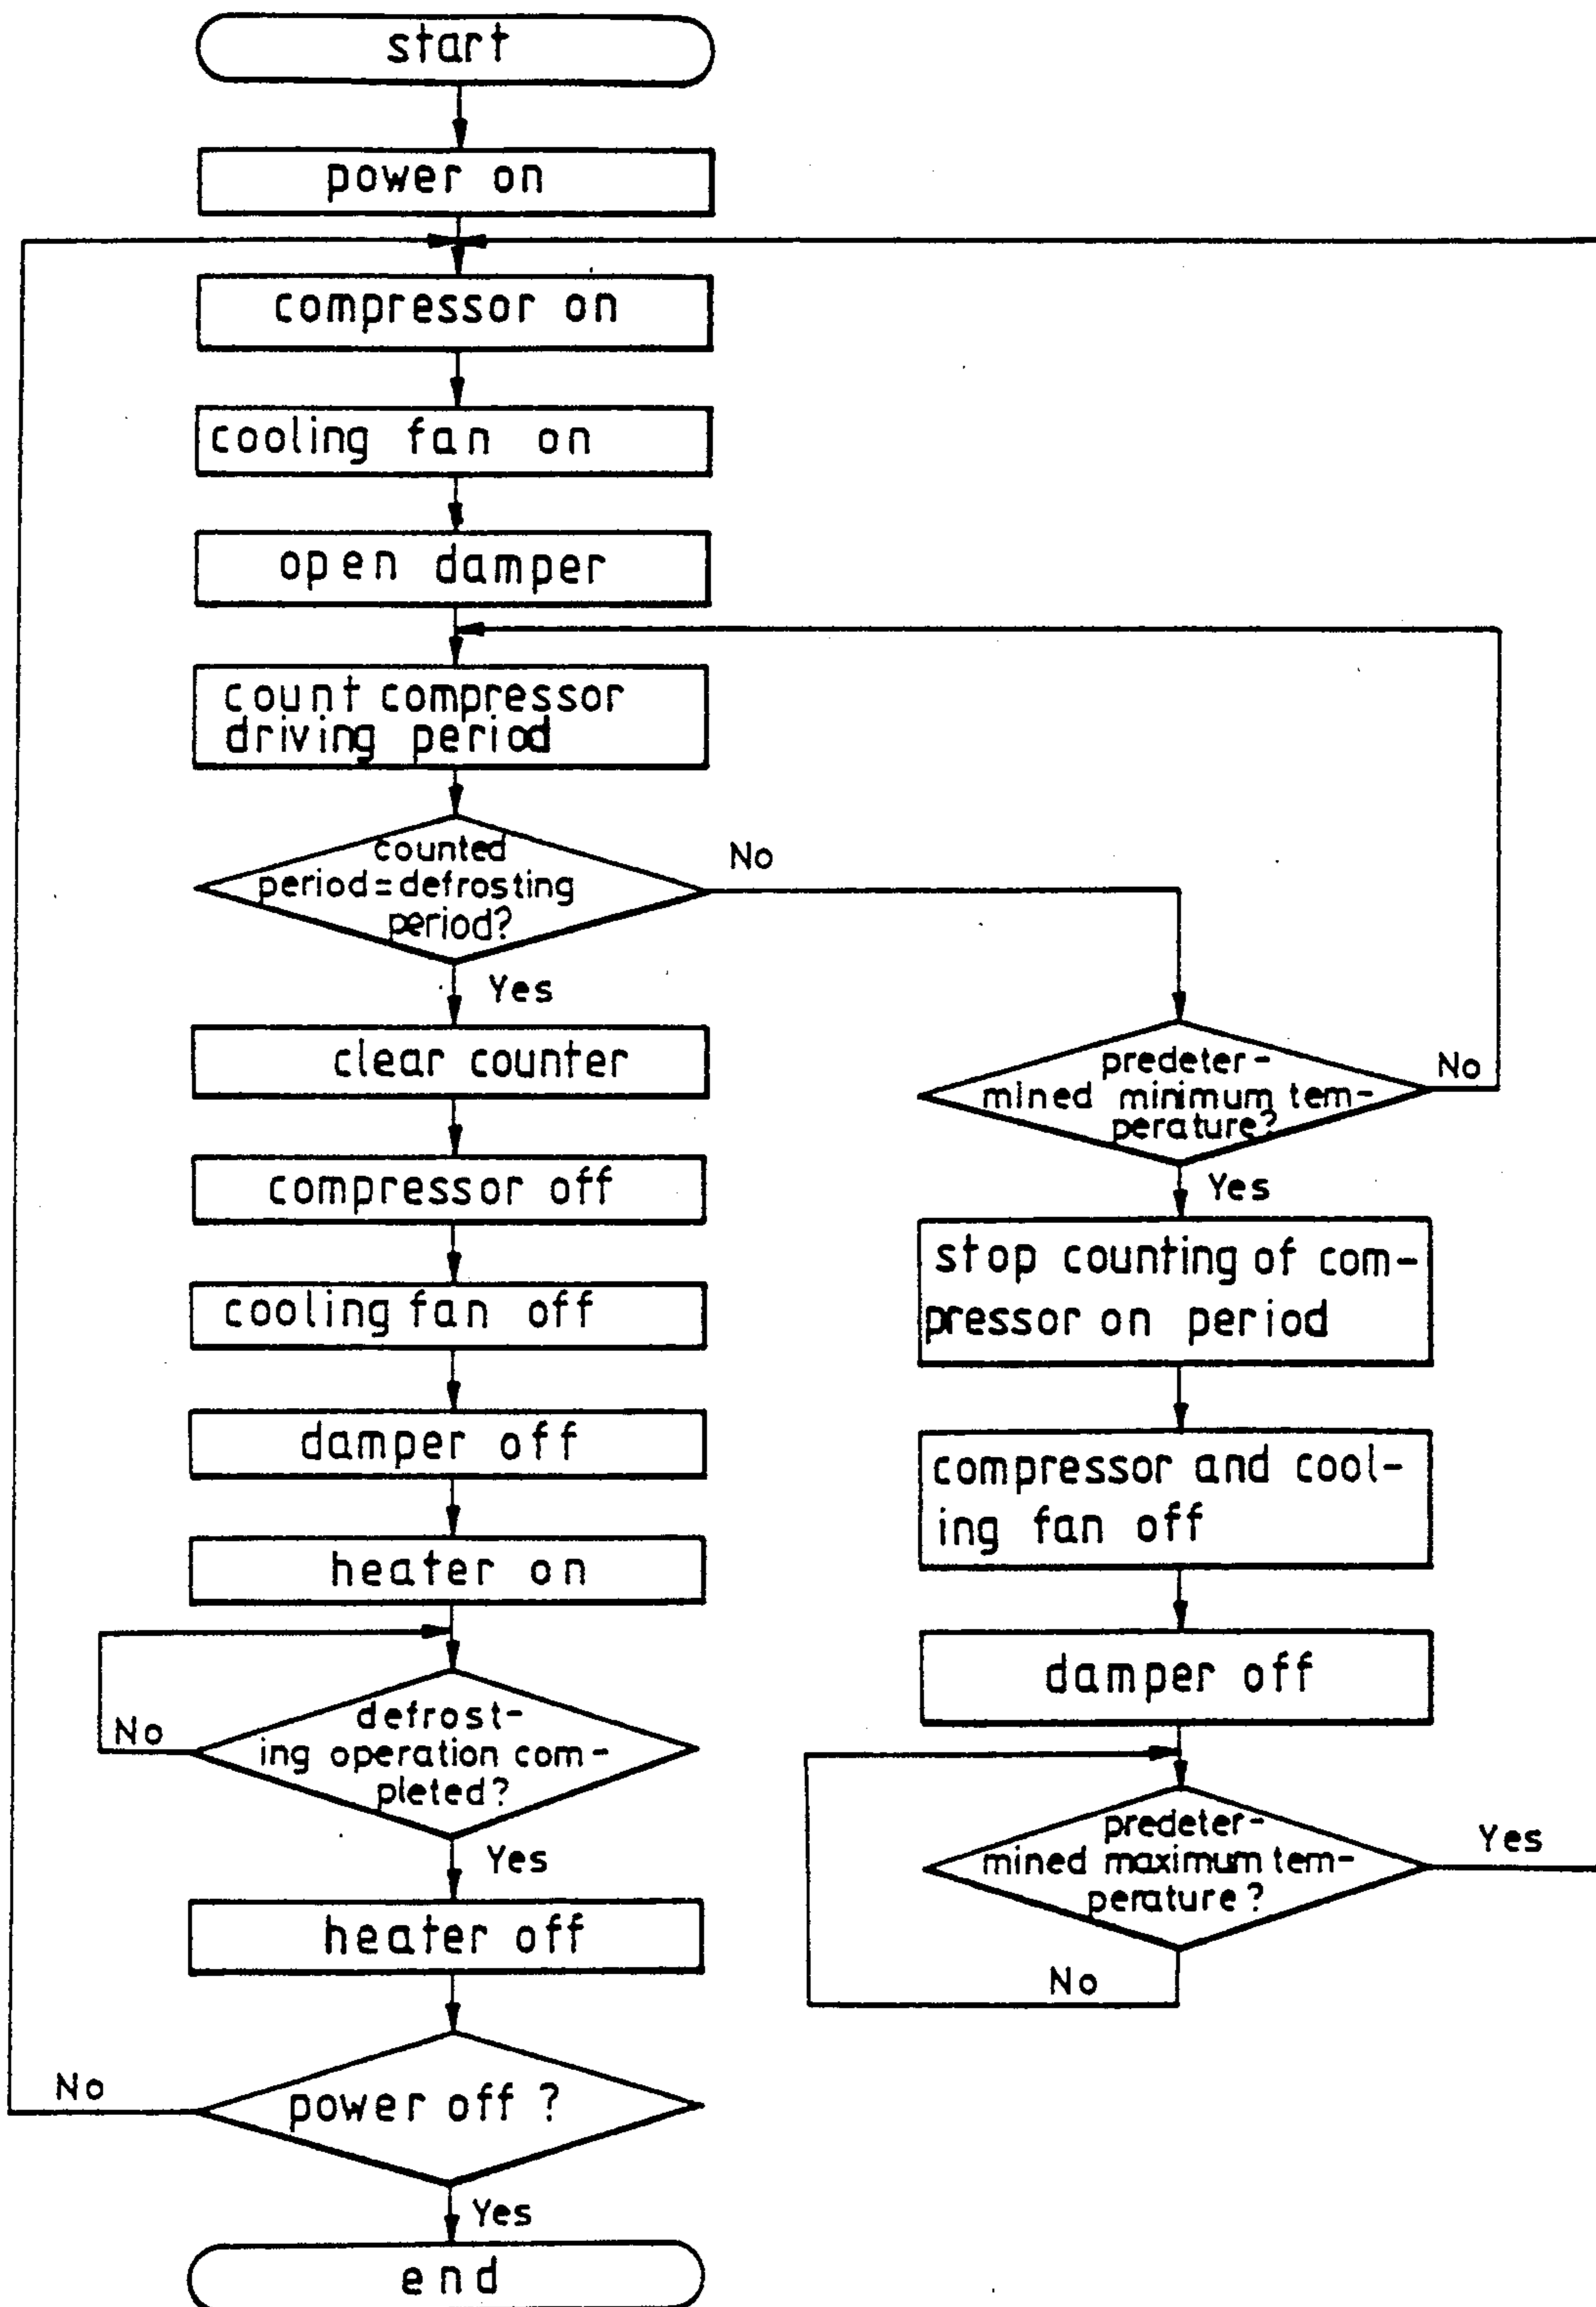 start
power on
compressor on
cooling fan on
open damper
count compressor
driving period
counted
period=defrosting
period?
No
Yes
clear counter
compressor off
cooling fan off
damper off
heater on
defrost-
ing operation com-
pleted?
No
Yes
heater off
power off ?
No
Yes
end
predeter-
mined minimum tem-
perature?
No
Yes
stop counting of com-
pressor on period
compressor and cool-
ing fan off
damper off
predeter-
mined maximum tem-
perature?
Yes
No